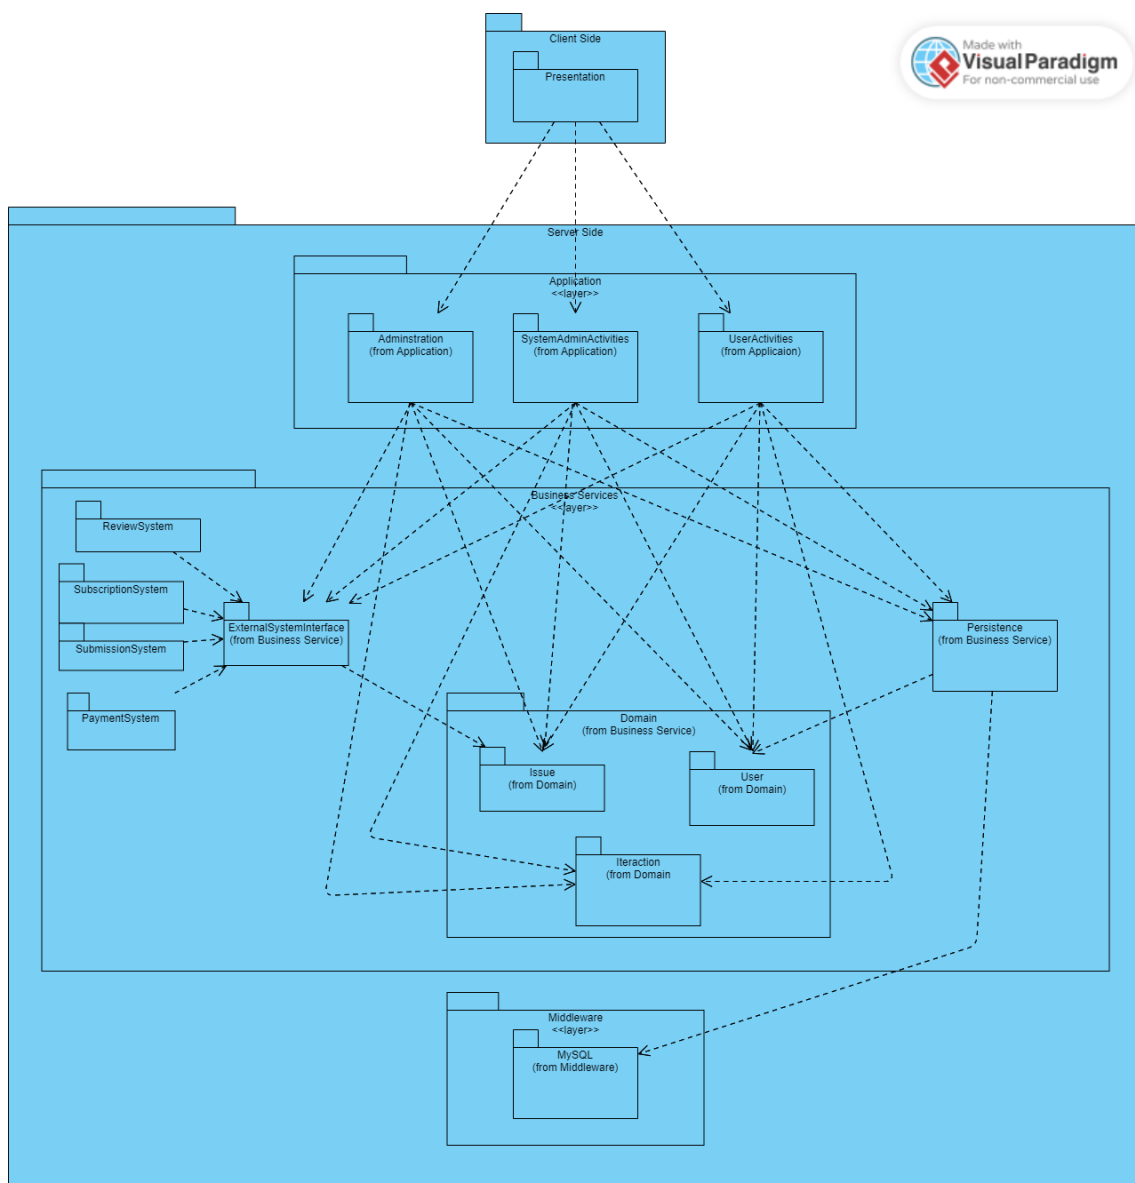 Client Side
Presentation
Made with
VisualParadigm
For non-commercial use
Server Side
Application
<<layer>>
Adminstration
(from Application)
SystemAdminActivities
(from Application)
UserActivities
(from Applicaion)
Business Services
<<layer>>
ReviewSystem
SubscriptionSystem
SubmissionSystem
PaymentSystem
ExternalSystemInterface
(from Business Service)
Persistence
(from Business Service)
Domain
(from Business Service)
Issue
(from Domain)
User
(from Domain)
Iteraction
(from Domain
Middleware
<<layer>>
MySQL
(from Middleware)